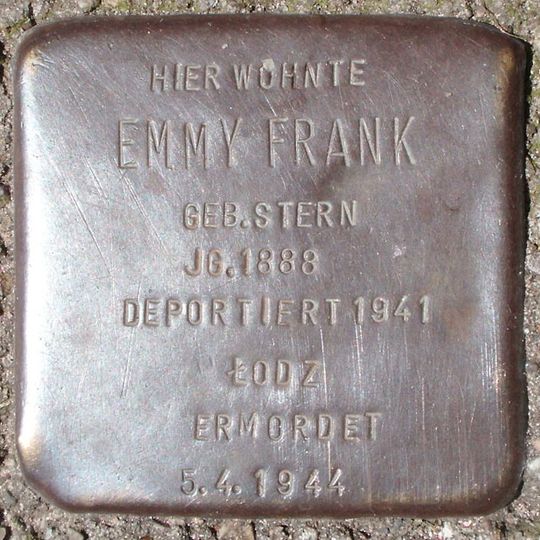 HIER WOHNTE
EMMY FRANK
GEB. STERN
JG. 1888
DEPORTIERT 1941
ŁODZ
ERMORDET
5. 4. 1944